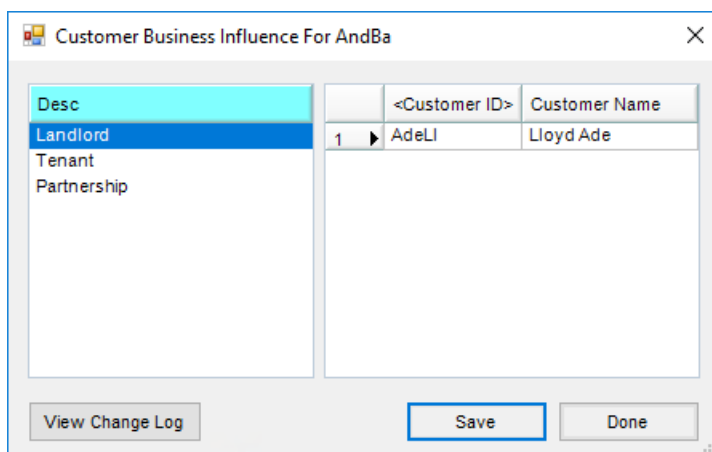 Customer Business Influence For AndBa
Desc
Landlord
Tenant
Partnership
<Customer ID> Customer Name
1 AdeLl Lloyd Ade
View Change Log Save Done